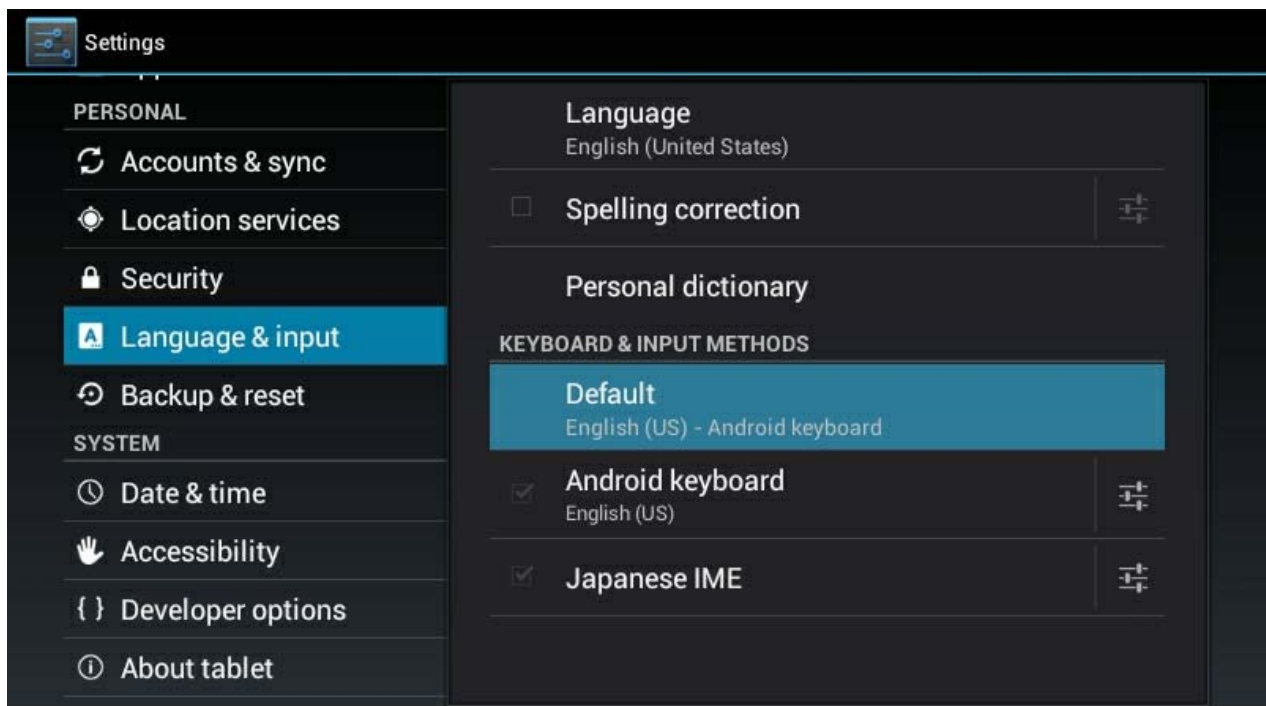 Settings
PERSONAL
Accounts & sync
Location services
Security
Language & input
Backup & reset
SYSTEM
Date & time
Accessibility
{ } Developer options
About tablet
Language
English (United States)
Spelling correction
Personal dictionary
KEYBOARD & INPUT METHODS
Default
English (US) - Android keyboard
Android keyboard
English (US)
Japanese IME